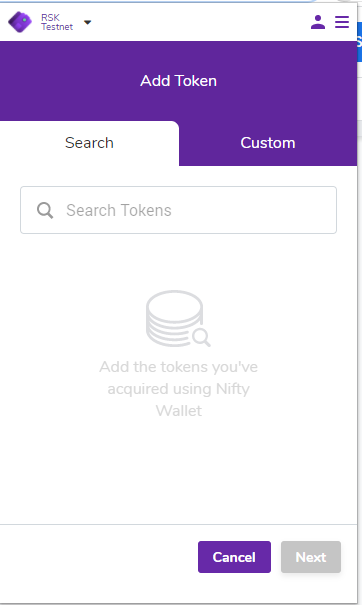 RSK
Testnet
Add Token
Search
Custom
Search Tokens
Add the tokens you've
acquired using Nifty
Wallet
Cancel
Next